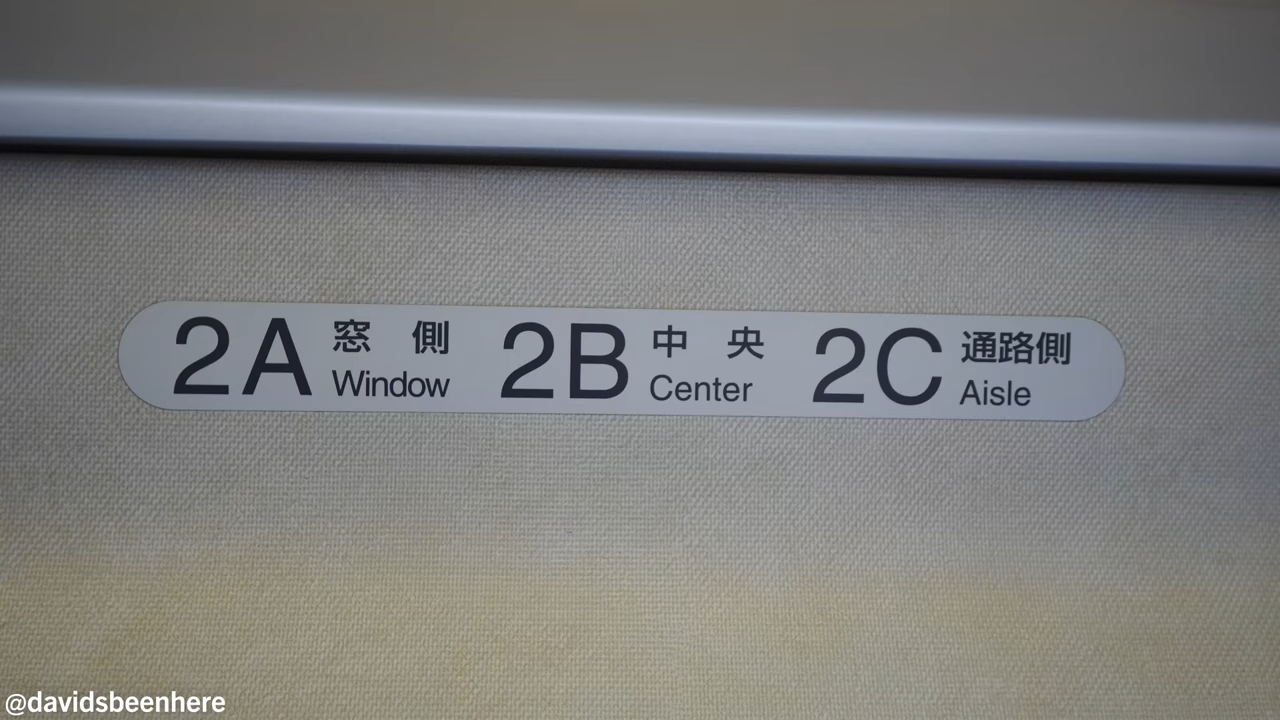 2A 窓側 2B 中央 2C 通路側
Window Center Aisle
@davidsbeenhere